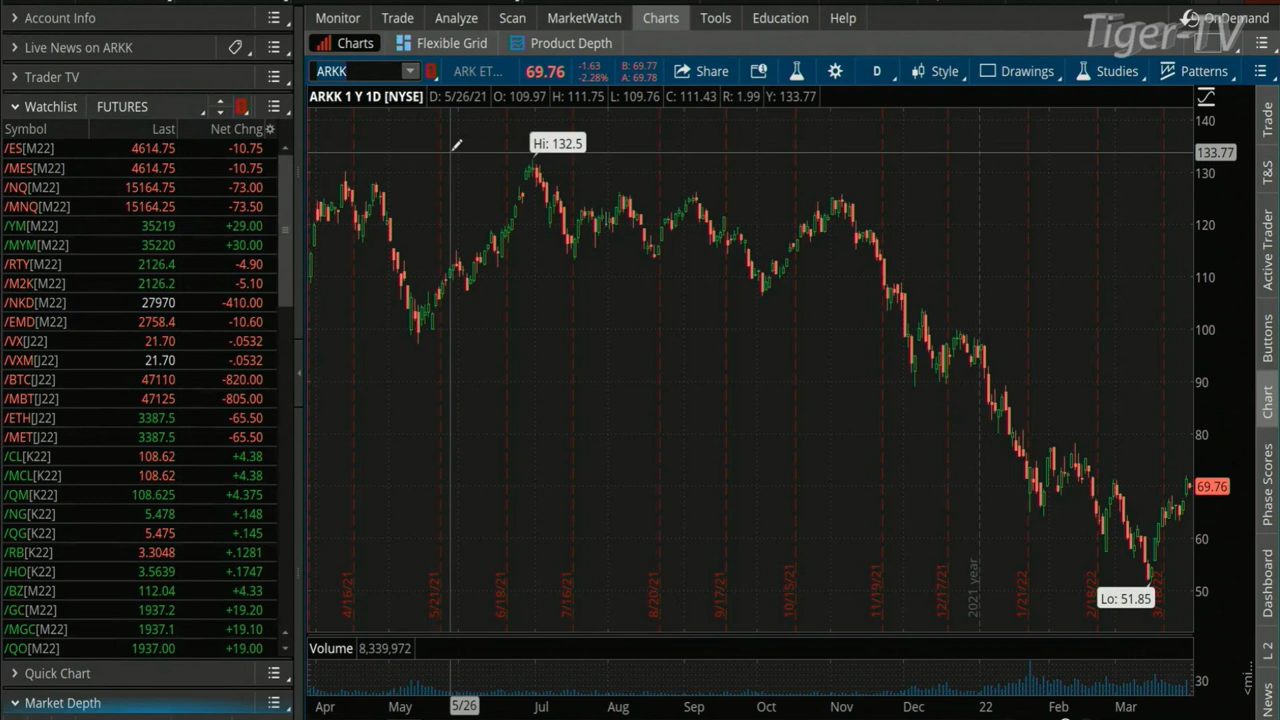 Account Info
Monitor Trade Analyze Scan MarketWatch Charts Tools Education Help
OnDemand
Tiger-TV
Live News on ARKK
Charts Flexible Grid Product Depth
Trader TV
ARKK ARK ET... 69.76 -1.63 -2.28% B: 69.77 A: 69.78 Share D Style Drawings Studies Patterns
Watchlist FUTURES
ARKK 1 Y 1D [NYSE] D: 5/26/21 O: 109.97 H: 111.75 L: 109.76 C: 111.43 R: 1.99 Y: 133.77
Symbol Last Net Chng
/ES[M22] 4614.75 -10.75
/MES[M22] 4614.75 -10.75
/NQ[M22] 15164.75 -73.00
/MNQ[M22] 15164.25 -73.50
/YM[M22] 35219 +29.00
/MYM[M22] 35220 +30.00
/RTY[M22] 2126.4 -4.90
/M2K[M22] 2126.2 -5.10
/NKD[M22] 27970 -410.00
/EMD[M22] 2758.4 -10.60
/VX[J22] 21.70 -.0532
/VXM[J22] 21.70 -.0532
/BTC[J22] 47110 -820.00
/MBT[J22] 47125 -805.00
/ETH[J22] 3387.5 -65.50
/MET[J22] 3387.5 -65.50
/CL[K22] 108.62 +4.38
/MCL[K22] 108.62 +4.38
/QM[K22] 108.625 +4.375
/NG[K22] 5.478 +.148
/QG[K22] 5.475 +.145
/RB[K22] 3.3048 +.1281
/HO[K22] 3.5639 +.1747
/BZ[K22] 112.04 +4.33
/GC[J22] 1937.2 +19.20
/MGC[J22] 1937.1 +19.10
/QO[M22] 1937.00 +19.00
Quick Chart
Market Depth
Hi: 132.5
Lo: 51.85
140
133.77
130
120
110
100
90
80
69.76
60
50
4/16/21 5/21/21 6/18/21 7/16/21 8/20/21 9/17/21 10/15/21 11/19/21 12/17/21 2021 year 1/21/22 2/18/22
Volume 8,339,972
30
Apr May 5/26 Jul Aug Sep Oct Nov Dec 22 Feb Mar
Trade
T&S
Active Trader
Buttons
Chart
Phase Scores
Dashboard
L 2
News
<mi...